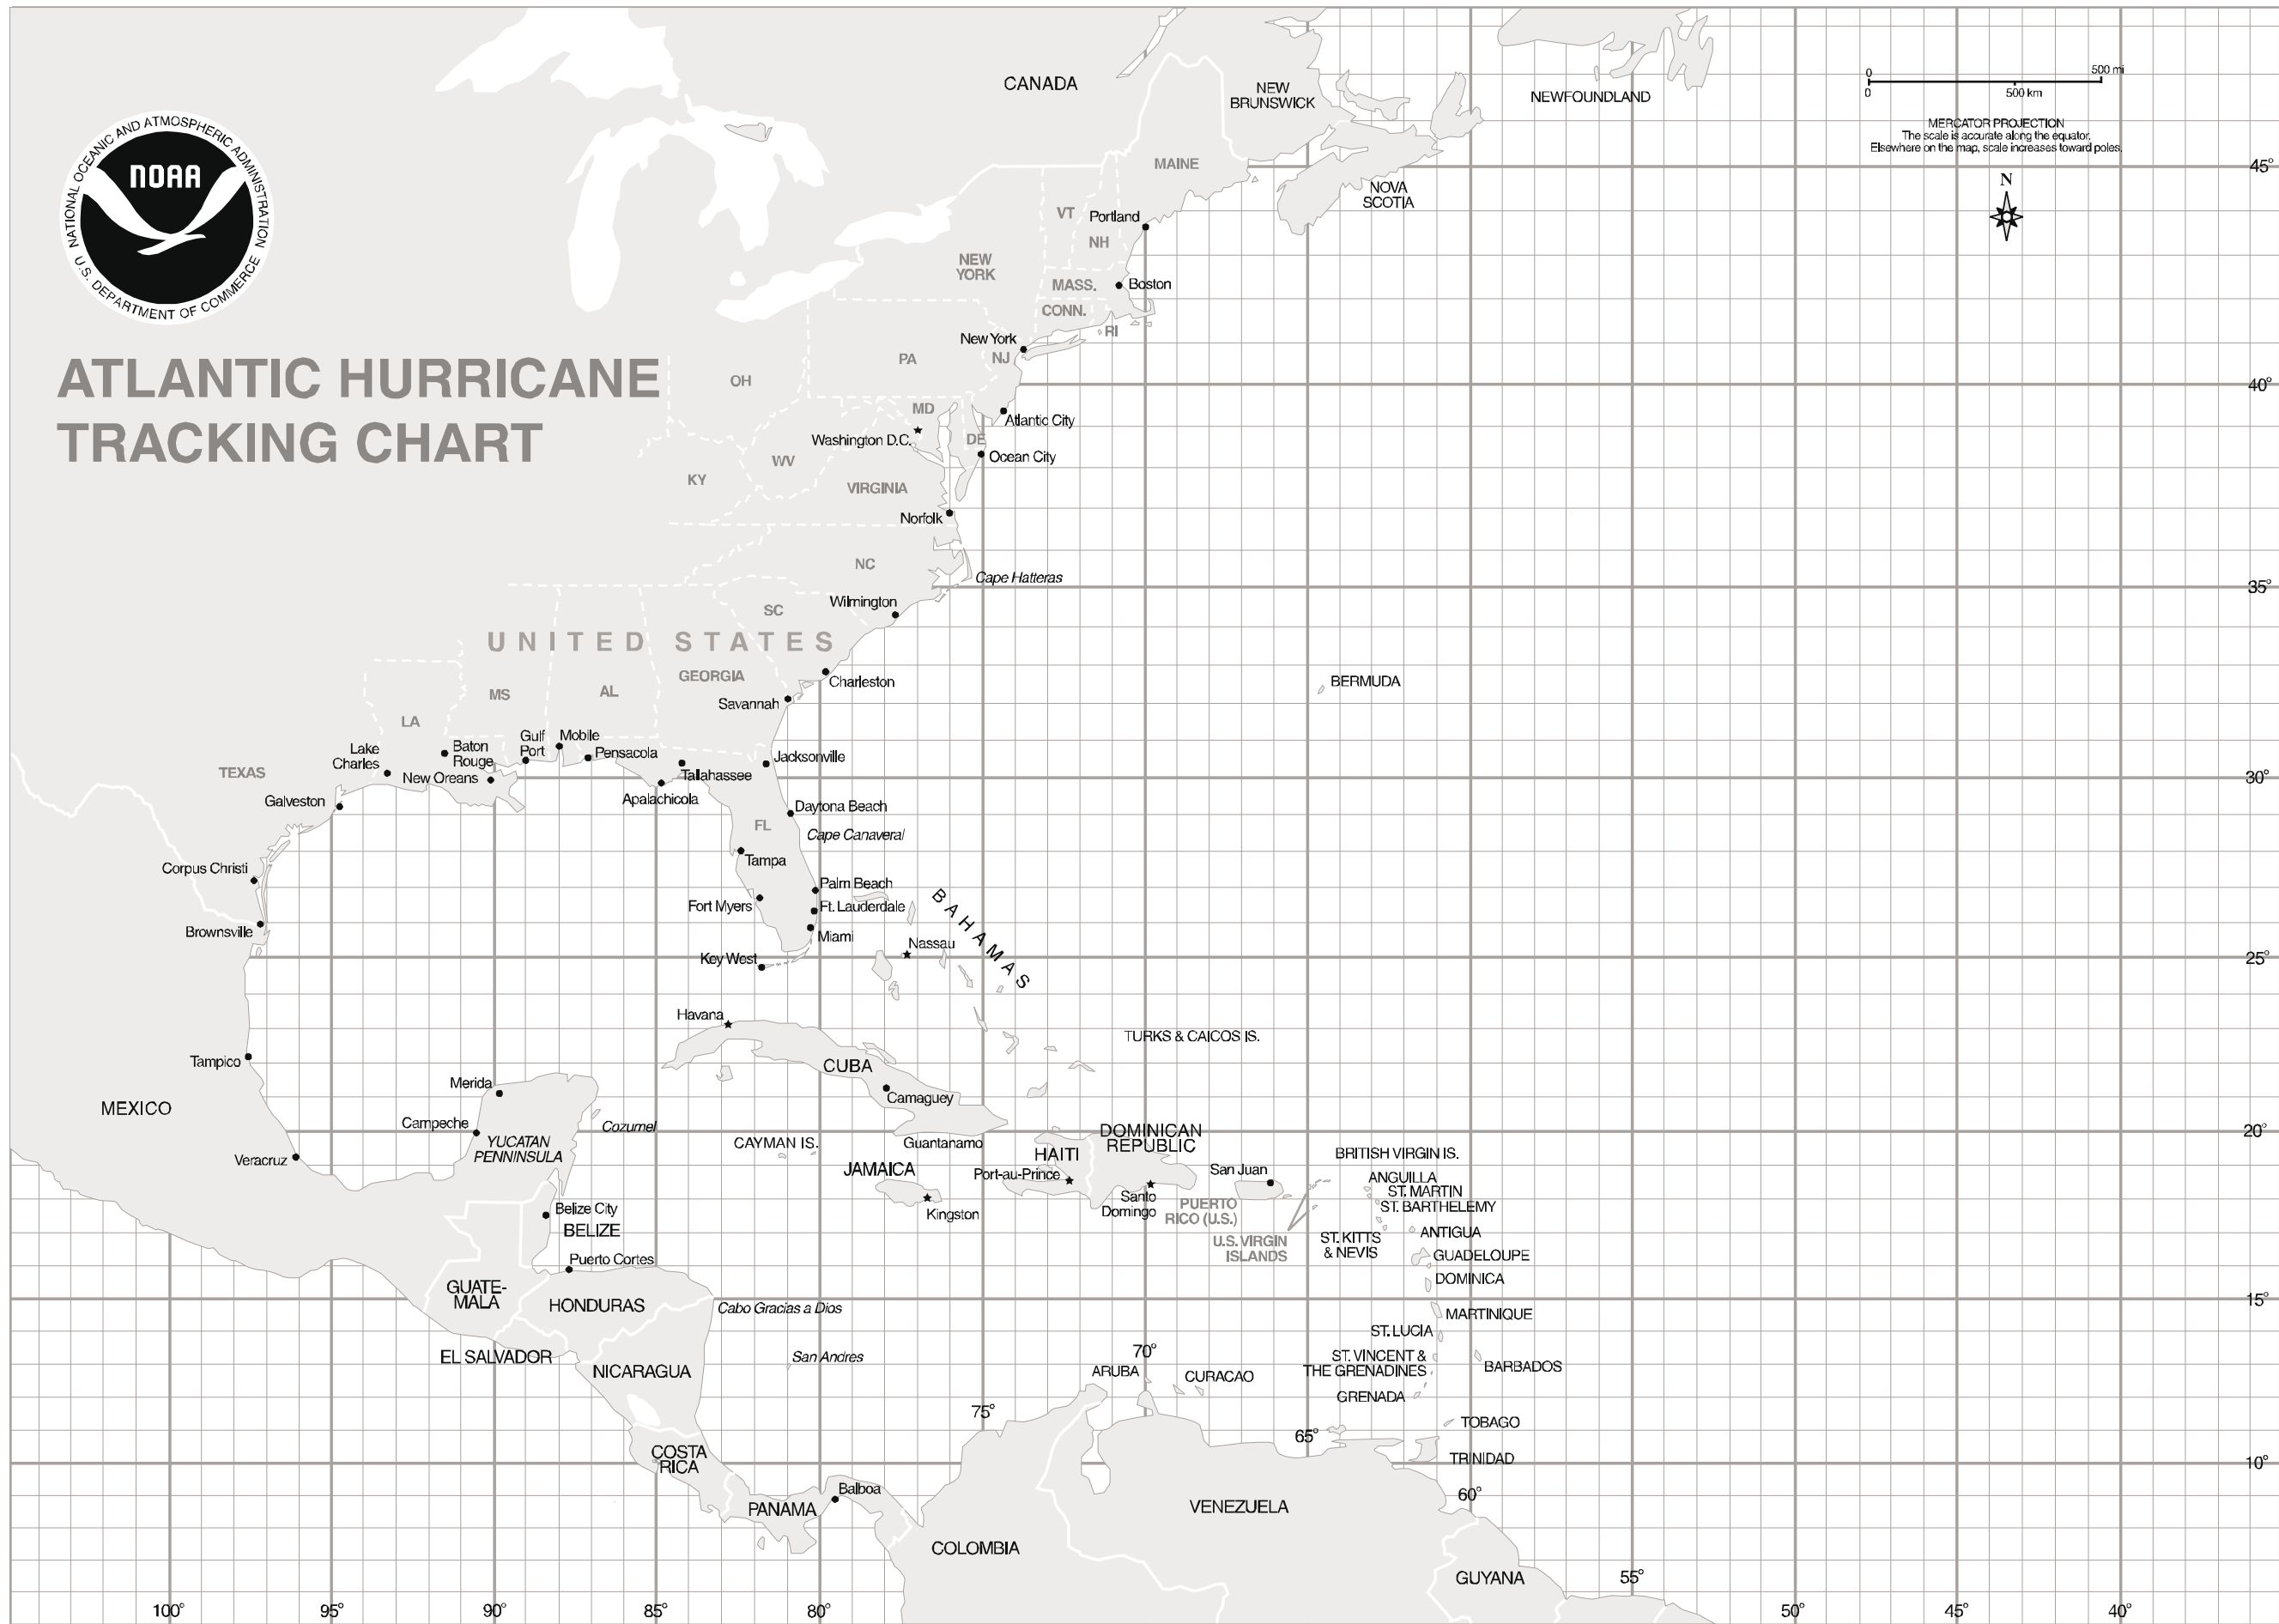 CANADA
NEW
BRUNSWICK
NEWFOUNDLAND
0
500 mi
0
500 km
MERCATOR PROJECTION
The scale is accurate along the equator.
Elsewhere on the map, scale increases toward poles.
N
NATIONAL OCEANIC AND ATMOSPHERIC ADMINISTRATION
NOAA
U.S. DEPARTMENT OF COMMERCE
ATLANTIC HURRICANE
TRACKING CHART
MAINE
45°
NOVA
SCOTIA
VT
Portland
NH
NEW
YORK
MASS.
Boston
CONN.
RI
New York
NJ
PA
OH
40°
MD
Atlantic City
Washington D.C.
DE
Ocean City
WV
KY
VIRGINIA
Norfolk
NC
Cape Hatteras
35°
Wilmington
SC
UNITED STATES
GEORGIA
Charleston
BERMUDA
MS
AL
Savannah
LA
Gulf
Port
Mobile
Baton
Rouge
Lake
Charles
Pensacola
Jacksonville
TEXAS
New Oreans
Tallahassee
30°
Apalachicola
Galveston
Daytona Beach
FL
Cape Canaveral
Tampa
Corpus Christi
Palm Beach
Fort Myers
Ft. Lauderdale
BAHAMAS
Brownsville
Miami
Nassau
Key West
25°
Havana
TURKS & CAICOS IS.
Tampico
CUBA
Merida
Camaguey
MEXICO
Campeche
Cozumel
YUCATAN
PENNINSULA
CAYMAN IS.
Guantanamo
DOMINICAN
REPUBLIC
20°
HAITI
BRITISH VIRGIN IS.
Veracruz
JAMAICA
Port-au-Prince
San Juan
ANGUILLA
ST. MARTIN
Santo
Domingo
PUERTO
RICO (U.S.)
ST. BARTHELEMY
Belize City
Kingston
BELIZE
U.S. VIRGIN
ISLANDS
ST. KITTS
& NEVIS
ANTIGUA
Puerto Cortes
GUADELOUPE
DOMINICA
GUATE-
MALA
HONDURAS
Cabo Gracias a Dios
15°
MARTINIQUE
ST. LUCIA
EL SALVADOR
San Andres
70°
ST. VINCENT &
THE GRENADINES
BARBADOS
NICARAGUA
ARUBA
CURACAO
GRENADA
75°
TOBAGO
65°
COSTA
RICA
TRINIDAD
10°
Balboa
60°
PANAMA
VENEZUELA
COLOMBIA
GUYANA
55°
100°
95°
90°
85°
80°
50°
45°
40°